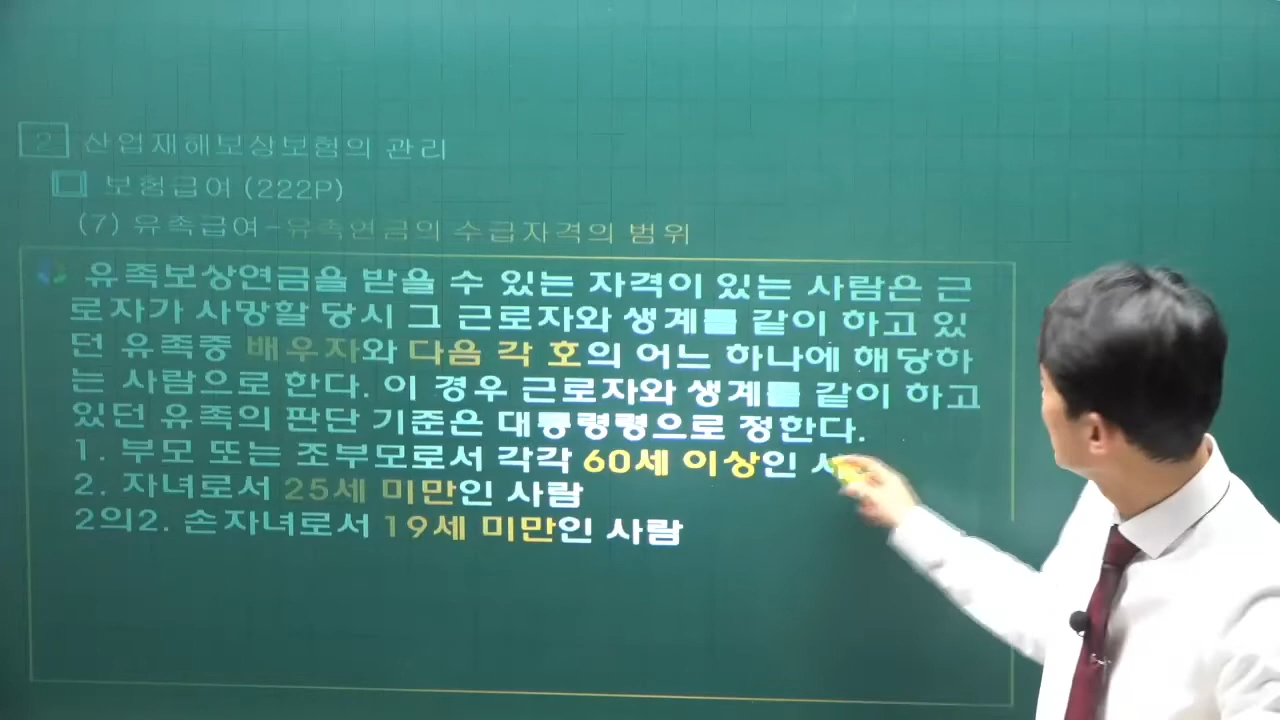 2 산업재해보상보험의 관리
보험급여 (222P)
(7) 유족급여-유족연금의 수급자격의 범위
유족보상연금을 받을 수 있는 자격이 있는 사람은 근
로자가 사망할 당시 그 근로자와 생계를 같이 하고 있
던 유족중 배우자와 다음 각 호의 어느 하나에 해당하
는 사람으로 한다. 이 경우 근로자와 생계를 같이 하고
있던 유족의 판단 기준은 대통령령으로 정한다.
1. 부모 또는 조부모로서 각각 60세 이상인
2. 자녀로서 25세 미만인 사람
2의2. 손자녀로서 19세 미만인 사람